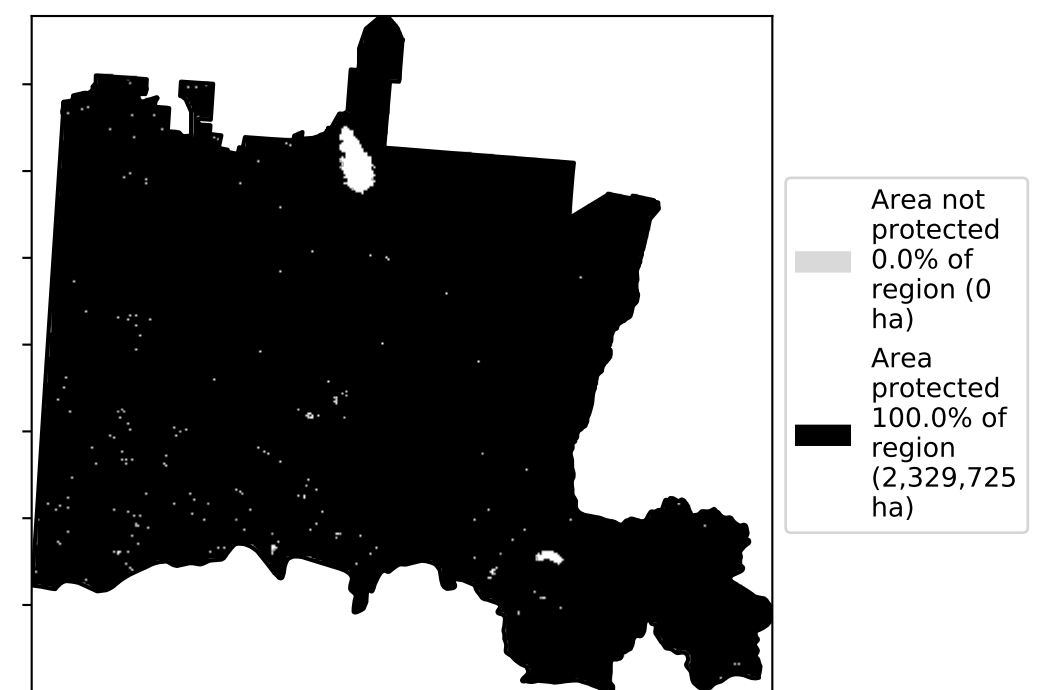 Area not
protected
0.0% of
region (0
ha)
Area
protected
100.0% of
region
(2,329,725
ha)